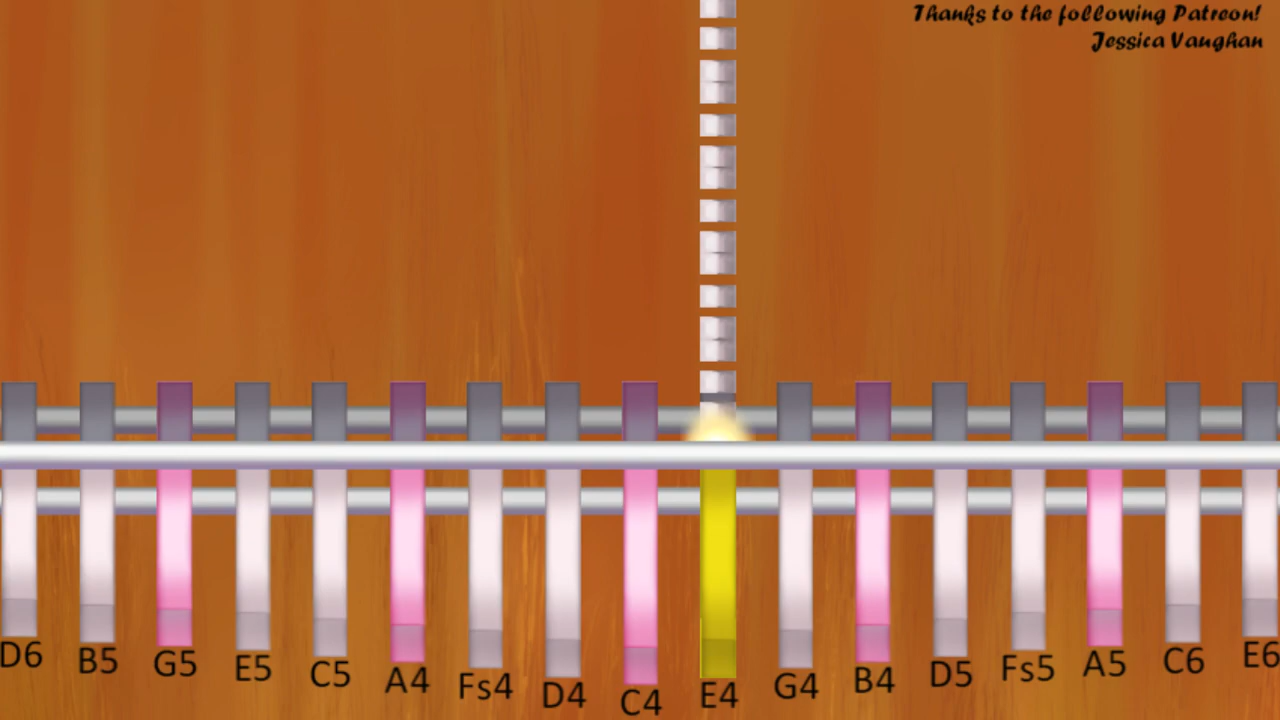 Thanks to the following Patreon!
Jessica Vaughan
D6 B5 G5 E5 C5 A4 Fs4 D4 C4 E4 G4 B4 D5 Fs5 A5 C6 E6